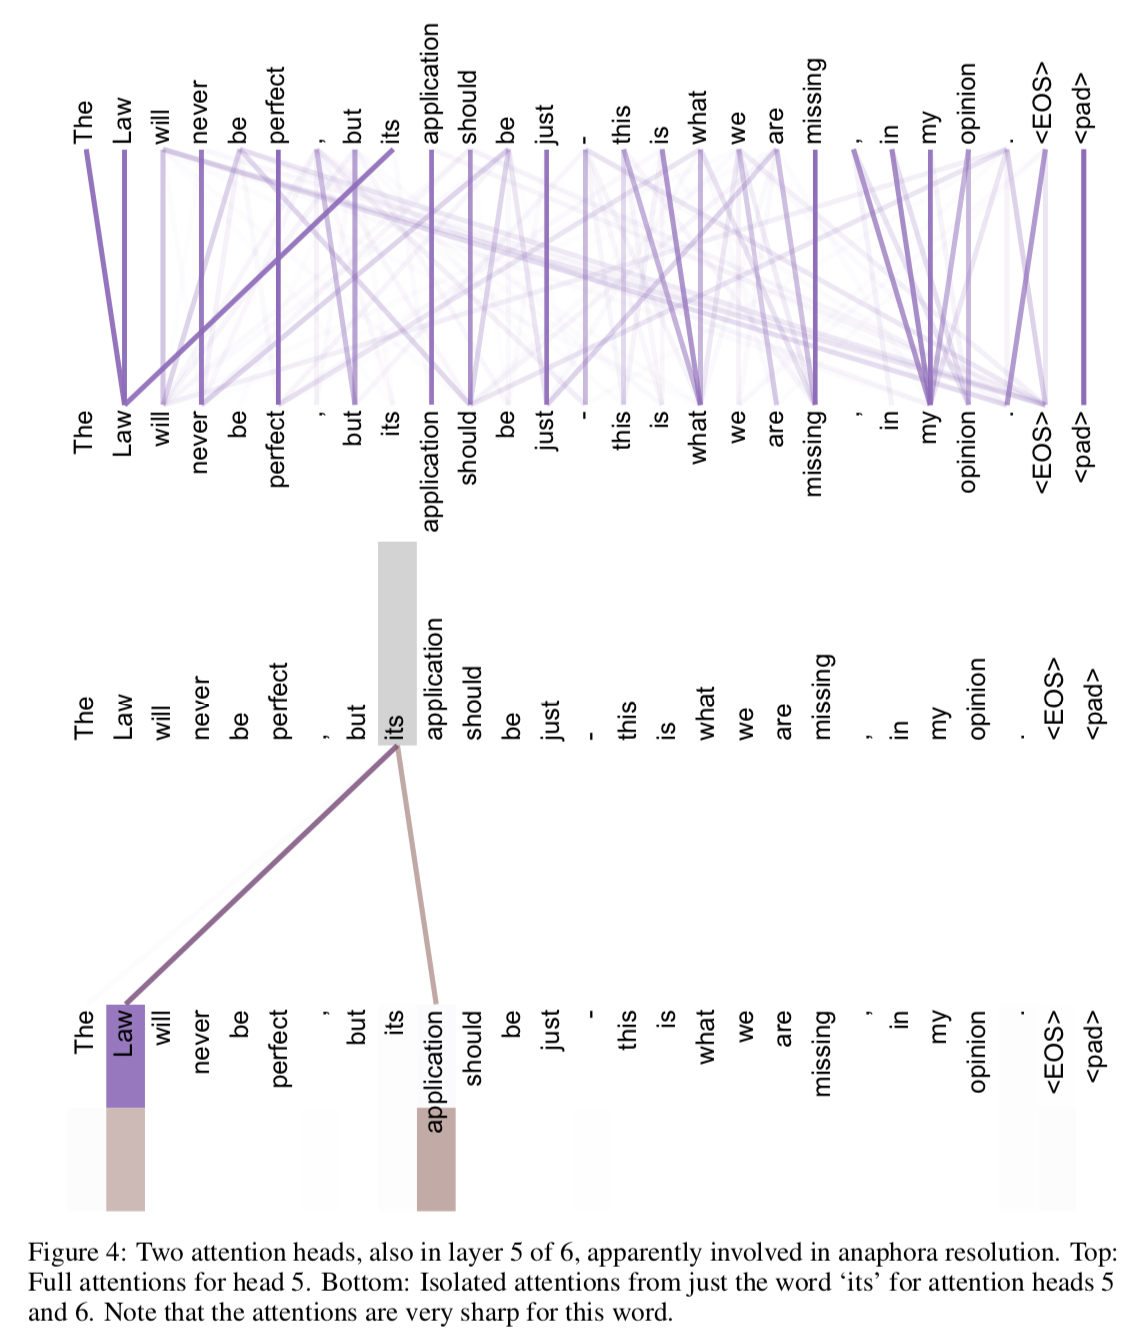 The Law will never be perfect , but its application should be just - this is what we are missing , in my opinion . <EOS> <pad>
The Law will never be perfect , but its application should be just - this is what we are missing , in my opinion . <EOS> <pad>
The Law will never be perfect , but its application should be just - this is what we are missing , in my opinion . <EOS> <pad>
The Law will never be perfect , but its application should be just - this is what we are missing , in my opinion . <EOS> <pad>
Figure 4: Two attention heads, also in layer 5 of 6, apparently involved in anaphora resolution. Top:
Full attentions for head 5. Bottom: Isolated attentions from just the word ‘its’ for attention heads 5
and 6. Note that the attentions are very sharp for this word.